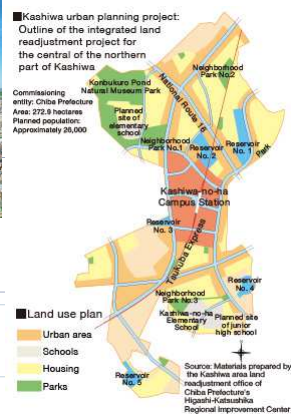 ■Kashiwa urban planning project:
Outline of the integrated land
readjustment project for
the central of the northern
part of Kashiwa
Commissioning
entity: Chiba Prefecture
Area: 272.9 hectares
Planned population:
Approximately 26,000
Konbukuro Pond
Natural Museum Park
Planned
site of
elementary
school
National Route 16
Neighborhood
Park No.2
Neighborhood
Park No.1
Reservoir
No. 2
Reservoir
No. 1
Park
Kashiwa-no-ha
Campus Station
Reservoir
No. 3
Tsukuba Express
Reservoir
No. 4
Neighborhood
Park No.3
Kashiwa-no-ha
Elementary
School
Planned site
of junior
high school
Reservoir
No. 5
■Land use plan
Urban area
Schools
Housing
Parks
Source: Materials prepared by
the Kashiwa area land
readjustment office of
Chiba Prefecture's
Higashi-Katsushika
Regional Improvement Center